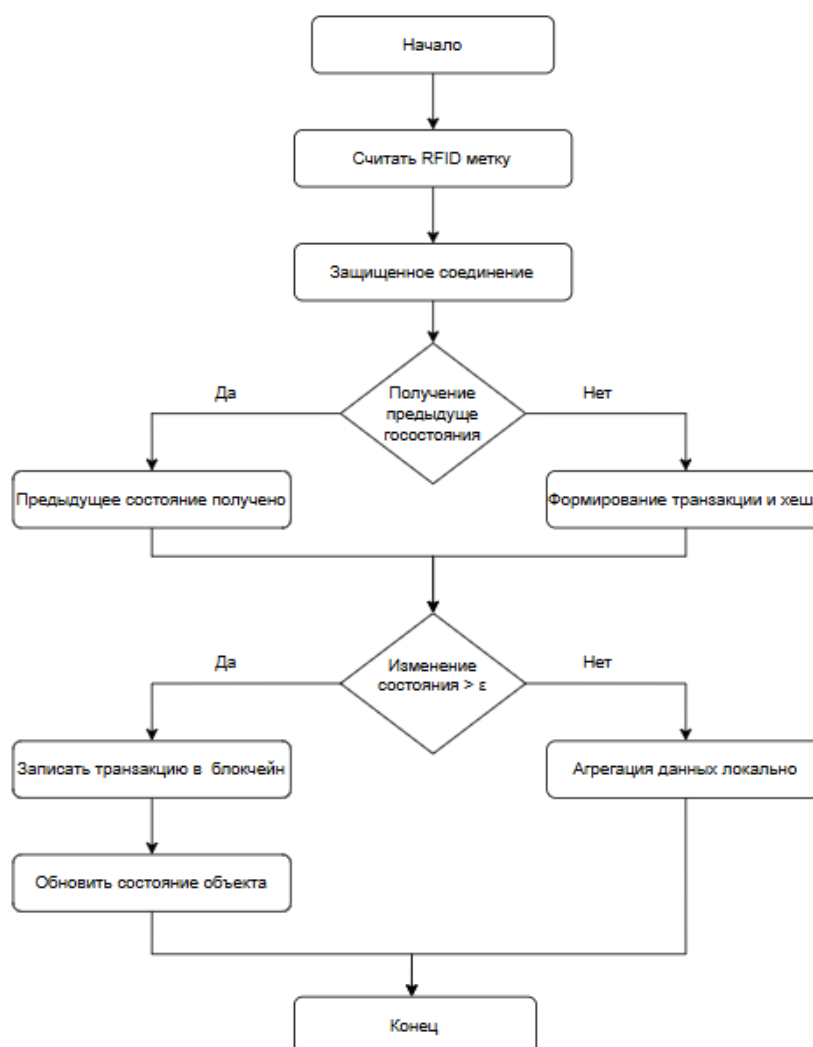 Начало
Считать RFID метку
Защищенное соединение
Да
Получение
предыдуще
госостояния
Нет
Предыдущее состояние получено
Формирование транзакции и хеш
Да
Изменение
состояния > ε
Нет
Записать транзакцию в блокчейн
Агрегация данных локально
Обновить состояние объекта
Конец